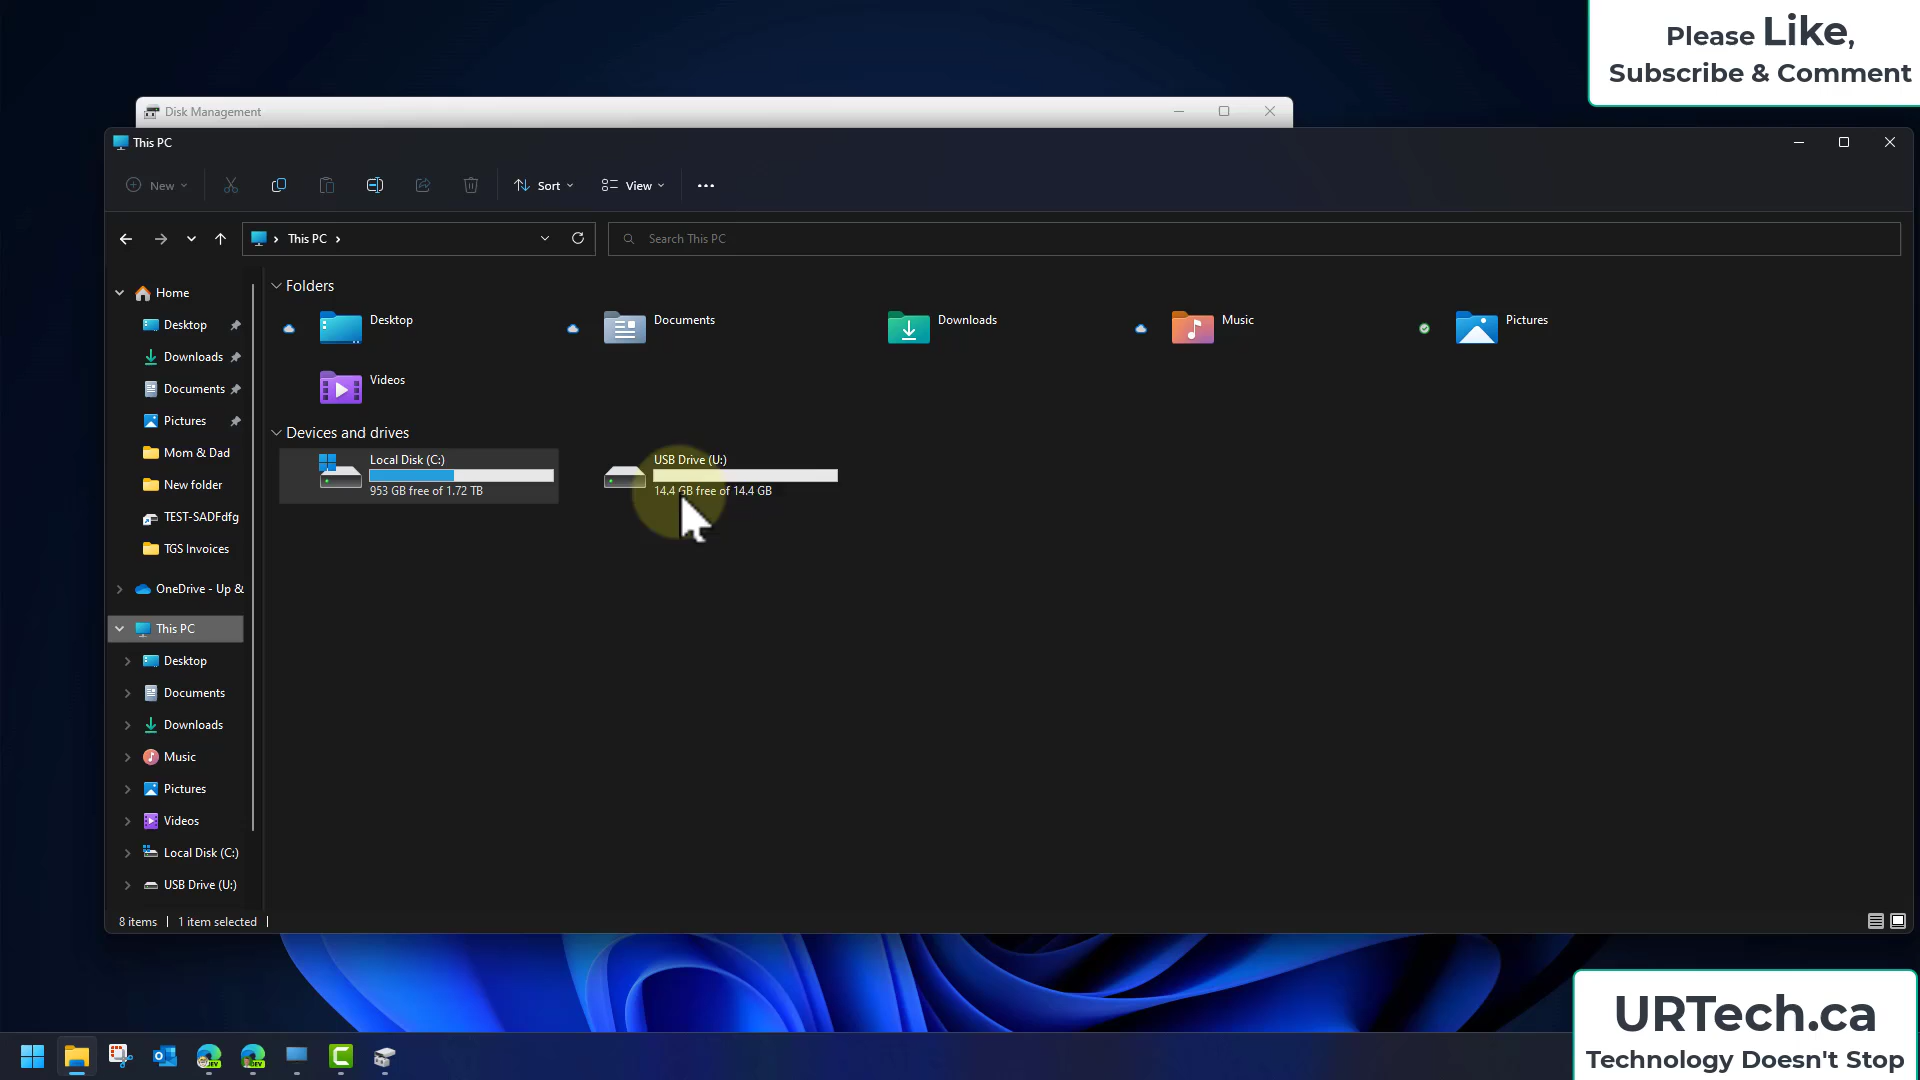 Please Like,
Subscribe & Comment
Disk Management
This PC
New
Sort
View
This PC
Search This PC
Home
Desktop
Downloads
Documents
Pictures
Mom & Dad
New folder
TEST-SADFdfg
TGS Invoices
OneDrive - Up &
This PC
Desktop
Documents
Downloads
Music
Pictures
Videos
Local Disk (C:)
USB Drive (U:)
Folders
Desktop
Documents
Downloads
Music
Pictures
Videos
Devices and drives
Local Disk (C:)
953 GB free of 1.72 TB
USB Drive (U:)
14.4 GB free of 14.4 GB
8 items
1 item selected
URTech.ca
Technology Doesn't Stop